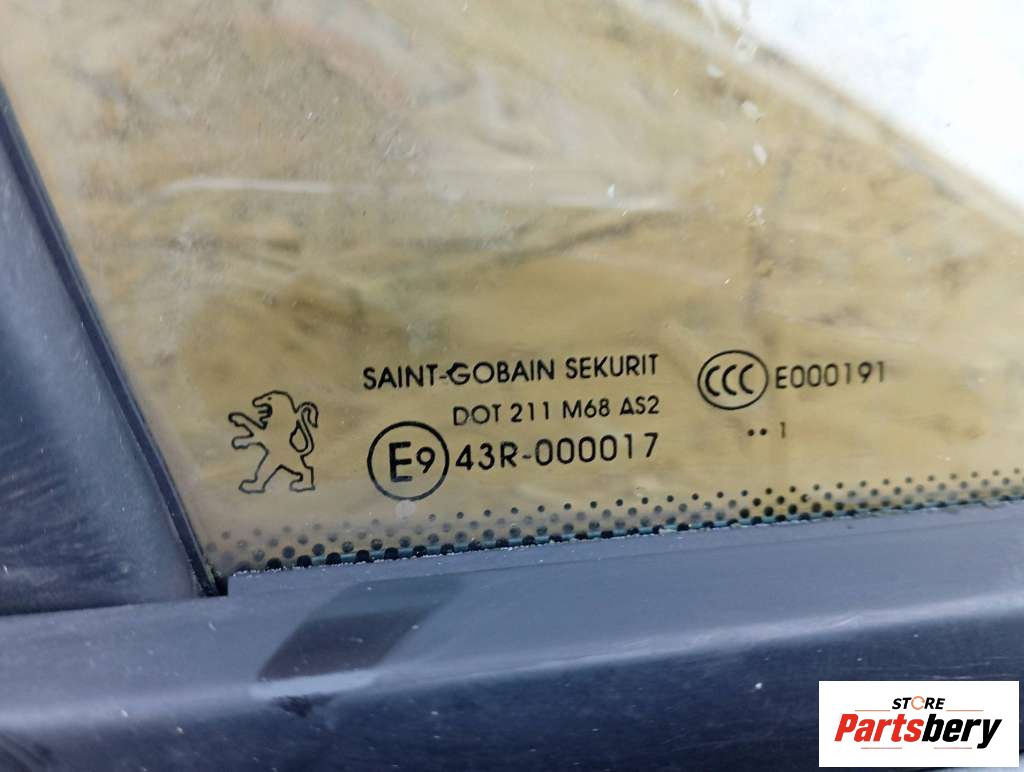 SAINT-GOBAIN SEKURIT
DOT 211 M68 AS2
E9 43R-000017
CCC E000191
•• 1
STORE
Partsbery